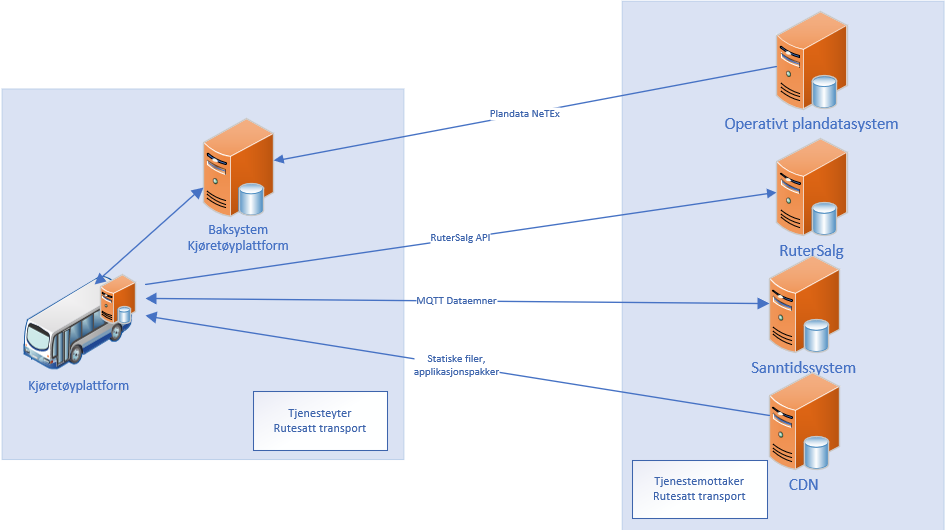 Plandata NeTEx
Operativt plandatasystem
Baksystem
Kjøretøyplattform
RuterSalg API
RuterSalg
MQTT Dataemner
Sanntidssystem
Kjøretøyplattform
Statiske filer,
applikasjonspakker
Tjenesteyter
Rutesatt transport
CDN
Tjenestemottaker
Rutesatt transport